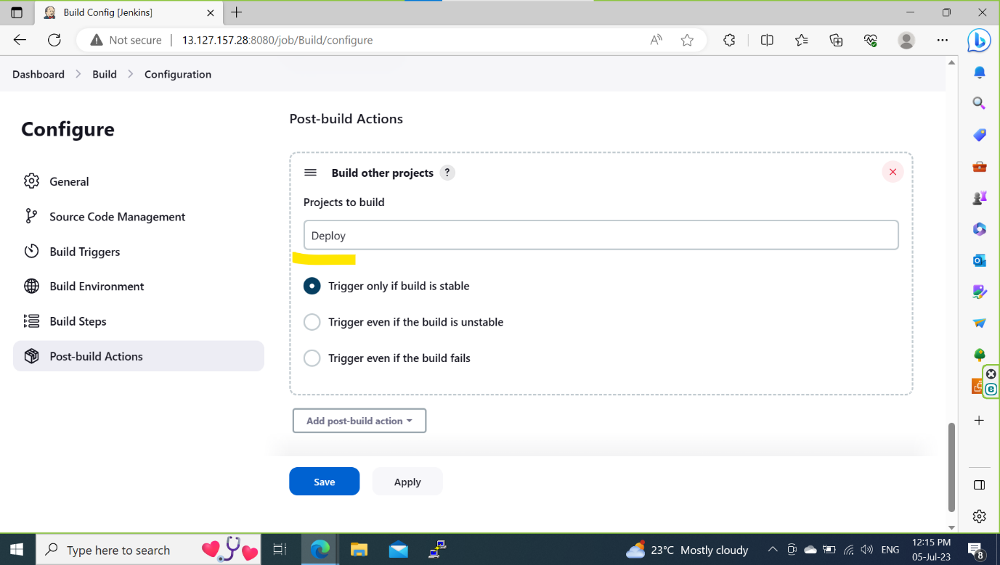 Build Config [Jenkins]
Not secure 13.127.157.28:8080/job/Build/configure
Dashboard Build Configuration
Configure
General
Source Code Management
Build Triggers
Build Environment
Build Steps
Post-build Actions
Post-build Actions
Build other projects ?
Projects to build
Deploy
Trigger only if build is stable
Trigger even if the build is unstable
Trigger even if the build fails
Add post-build action
Save Apply
Type here to search
23°C Mostly cloudy
ENG
12:15 PM
05-Jul-23
8